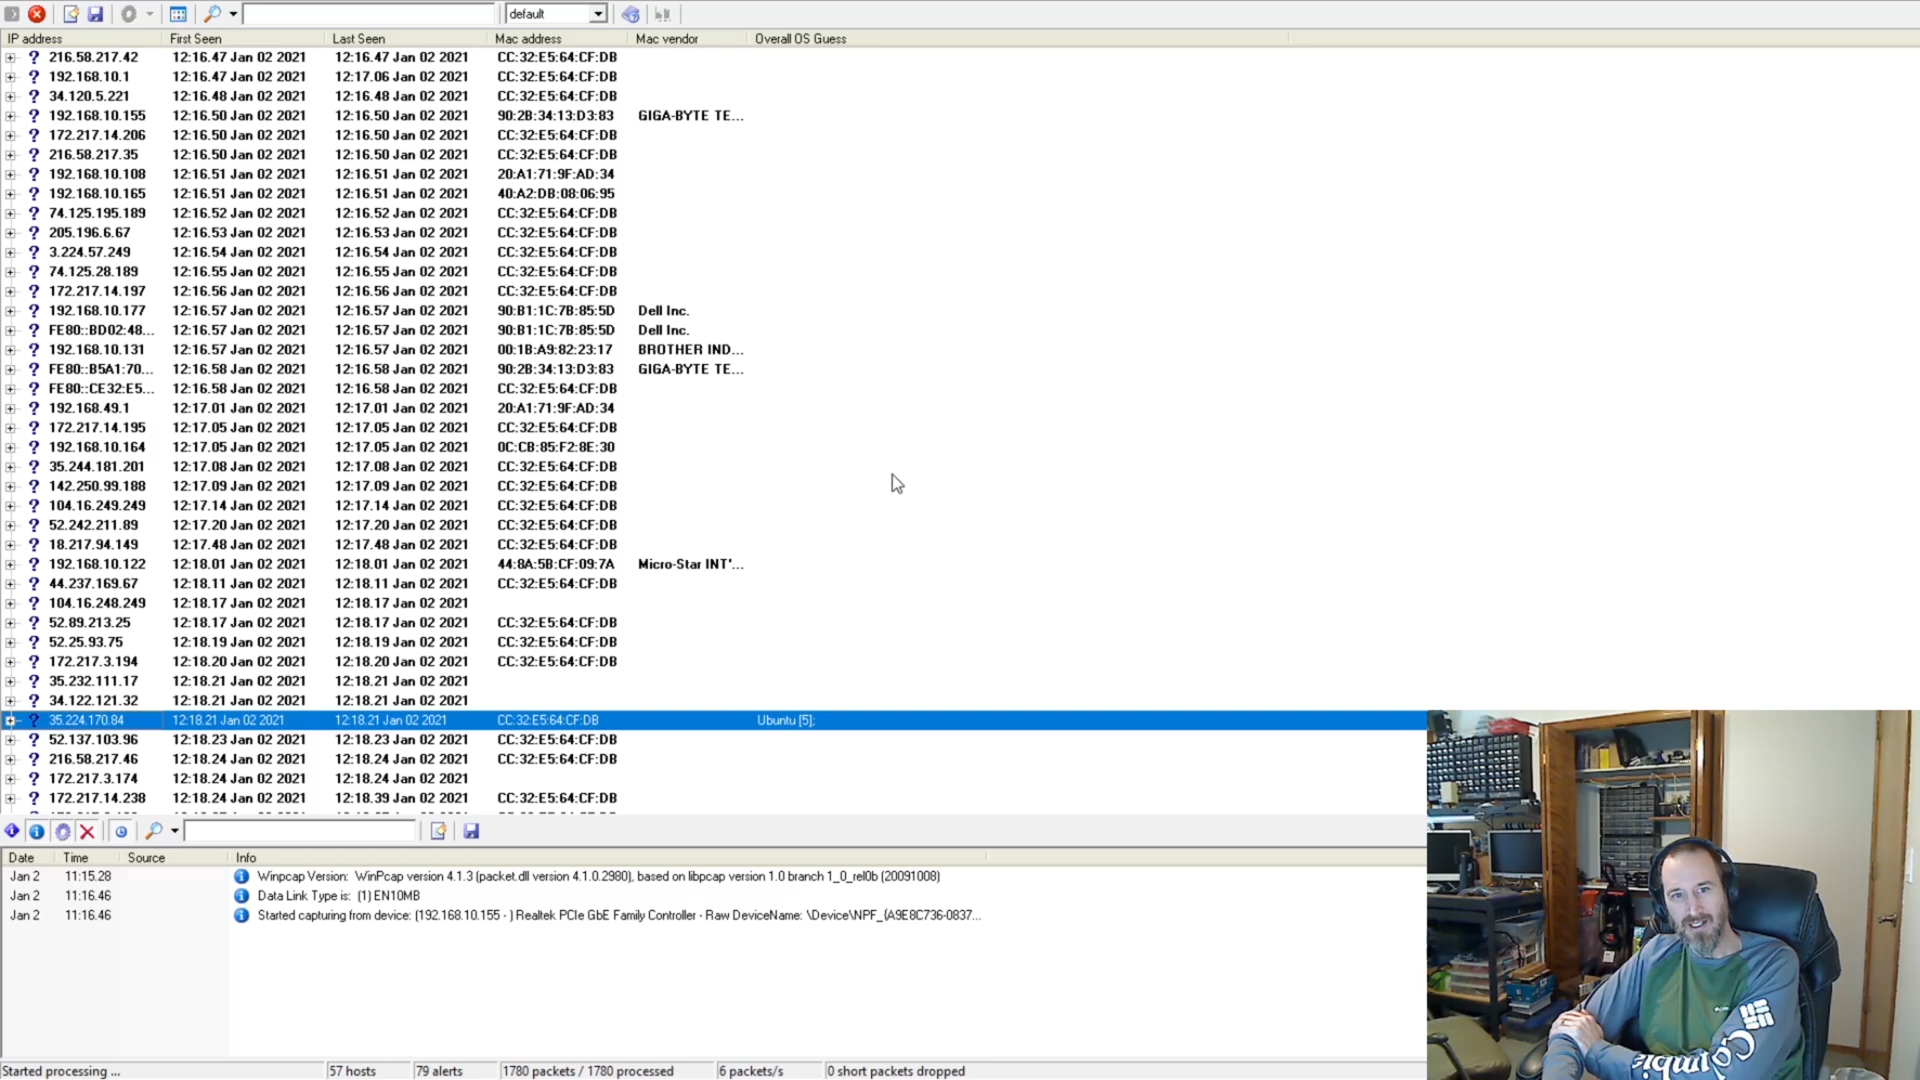 default
IP address First Seen Last Seen Mac address Mac vendor Overall OS Guess
216.58.217.42 12:16.47 Jan 02 2021 12:16.47 Jan 02 2021 CC:32:E5:64:CF:DB
192.168.10.1 12:16.47 Jan 02 2021 12:17.06 Jan 02 2021 CC:32:E5:64:CF:DB
34.120.5.221 12:16.48 Jan 02 2021 12:16.48 Jan 02 2021 CC:32:E5:64:CF:DB
192.168.10.155 12:16.50 Jan 02 2021 12:16.50 Jan 02 2021 90:2B:34:13:D3:83 GIGA-BYTE TE...
172.217.14.206 12:16.50 Jan 02 2021 12:16.50 Jan 02 2021 CC:32:E5:64:CF:DB
216.58.217.35 12:16.50 Jan 02 2021 12:16.50 Jan 02 2021 CC:32:E5:64:CF:DB
192.168.10.108 12:16.51 Jan 02 2021 12:16.51 Jan 02 2021 20:A1:71:9F:AD:34
192.168.10.165 12:16.51 Jan 02 2021 12:16.51 Jan 02 2021 40:A2:DB:08:06:95
74.125.195.189 12:16.52 Jan 02 2021 12:16.52 Jan 02 2021 CC:32:E5:64:CF:DB
205.196.6.67 12:16.53 Jan 02 2021 12:16.53 Jan 02 2021 CC:32:E5:64:CF:DB
3.224.57.249 12:16.54 Jan 02 2021 12:16.54 Jan 02 2021 CC:32:E5:64:CF:DB
74.125.28.189 12:16.55 Jan 02 2021 12:16.55 Jan 02 2021 CC:32:E5:64:CF:DB
172.217.14.197 12:16.56 Jan 02 2021 12:16.56 Jan 02 2021 CC:32:E5:64:CF:DB
192.168.10.177 12:16.57 Jan 02 2021 12:16.57 Jan 02 2021 90:B1:1C:7B:85:5D Dell Inc.
FE80::BD02:48... 12:16.57 Jan 02 2021 12:16.57 Jan 02 2021 90:B1:1C:7B:85:5D Dell Inc.
192.168.10.131 12:16.57 Jan 02 2021 12:16.57 Jan 02 2021 00:1B:A9:82:23:17 BROTHER IND...
FE80::B5A1:70... 12:16.58 Jan 02 2021 12:16.58 Jan 02 2021 90:2B:34:13:D3:83 GIGA-BYTE TE...
FE80::CE32:E5... 12:16.58 Jan 02 2021 12:16.58 Jan 02 2021 CC:32:E5:64:CF:DB
192.168.49.1 12:17.01 Jan 02 2021 12:17.01 Jan 02 2021 20:A1:71:9F:AD:34
172.217.14.195 12:17.05 Jan 02 2021 12:17.05 Jan 02 2021 CC:32:E5:64:CF:DB
192.168.10.164 12:17.05 Jan 02 2021 12:17.05 Jan 02 2021 0C:CB:85:F2:8E:30
35.244.181.201 12:17.08 Jan 02 2021 12:17.08 Jan 02 2021 CC:32:E5:64:CF:DB
142.250.99.188 12:17.09 Jan 02 2021 12:17.09 Jan 02 2021 CC:32:E5:64:CF:DB
104.16.249.249 12:17.14 Jan 02 2021 12:17.14 Jan 02 2021 CC:32:E5:64:CF:DB
52.242.211.89 12:17.20 Jan 02 2021 12:17.20 Jan 02 2021 CC:32:E5:64:CF:DB
18.217.94.149 12:17.48 Jan 02 2021 12:17.48 Jan 02 2021 CC:32:E5:64:CF:DB
192.168.10.122 12:18.01 Jan 02 2021 12:18.01 Jan 02 2021 44:8A:5B:CF:09:7A Micro-Star INT'...
44.237.169.67 12:18.11 Jan 02 2021 12:18.11 Jan 02 2021 CC:32:E5:64:CF:DB
104.16.248.249 12:18.17 Jan 02 2021 12:18.17 Jan 02 2021
52.89.213.25 12:18.17 Jan 02 2021 12:18.17 Jan 02 2021 CC:32:E5:64:CF:DB
52.25.93.75 12:18.19 Jan 02 2021 12:18.19 Jan 02 2021 CC:32:E5:64:CF:DB
172.217.3.194 12:18.20 Jan 02 2021 12:18.20 Jan 02 2021 CC:32:E5:64:CF:DB
35.232.111.17 12:18.21 Jan 02 2021 12:18.21 Jan 02 2021
34.122.121.32 12:18.21 Jan 02 2021 12:18.21 Jan 02 2021
35.224.170.84 12:18.21 Jan 02 2021 12:18.21 Jan 02 2021 CC:32:E5:64:CF:DB Ubuntu [5];
52.137.103.96 12:18.23 Jan 02 2021 12:18.23 Jan 02 2021 CC:32:E5:64:CF:DB
216.58.217.46 12:18.24 Jan 02 2021 12:18.24 Jan 02 2021 CC:32:E5:64:CF:DB
172.217.3.174 12:18.24 Jan 02 2021 12:18.24 Jan 02 2021
172.217.14.238 12:18.24 Jan 02 2021 12:18.39 Jan 02 2021 CC:32:E5:64:CF:DB
Date Time Source Info
Jan 2 11:15.28 Winpcap Version: WinPcap version 4.1.3 (packet.dll version 4.1.0.2980), based on libpcap version 1.0 branch 1_0_rel0b (20091008)
Jan 2 11:16.46 Data Link Type is: (1) EN10MB
Jan 2 11:16.46 Started capturing from device: (192.168.10.155 - ) Realtek PCIe GbE Family Controller - Raw DeviceName: \Device\NPF_{A9E8C736-0837...
Started processing ... 57 hosts 79 alerts 1780 packets / 1780 processed 6 packets/s 0 short packets dropped